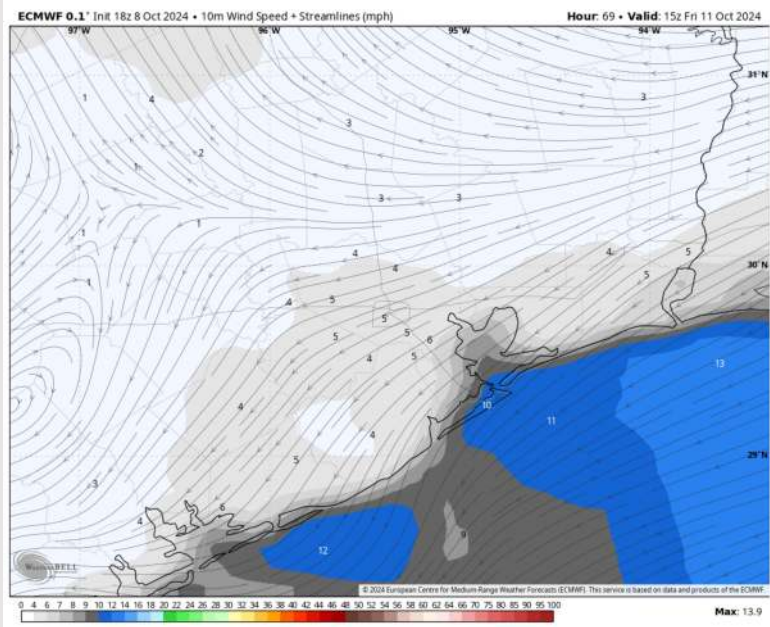 ECMWF 0.1° Init 18z 8 Oct 2024 • 10m Wind Speed + Streamlines (mph)
Hour: 69 • Valid: 15z Fri 11 Oct 2024
97°W 96°W 95°W 94°W
31°N
1 4 3
3
1 2
3 3
1 1
4 4 5
30°N
1 4 5
4 5
5
5 5 6
4 5
13
4 10 11
4
29°N
5
3
6
4 9
12
WeatherBELL
© 2024 European Centre for Medium-Range Weather Forecasts (ECMWF). This service is based on data and products of the ECMWF.
0 4 6 7 8 9 10 12 14 16 18 20 22 24 26 28 30 32 34 36 38 40 42 44 46 48 50 52 54 56 58 60 62 64 66 68 70 75 80 85 90 95 100
Max: 13.9